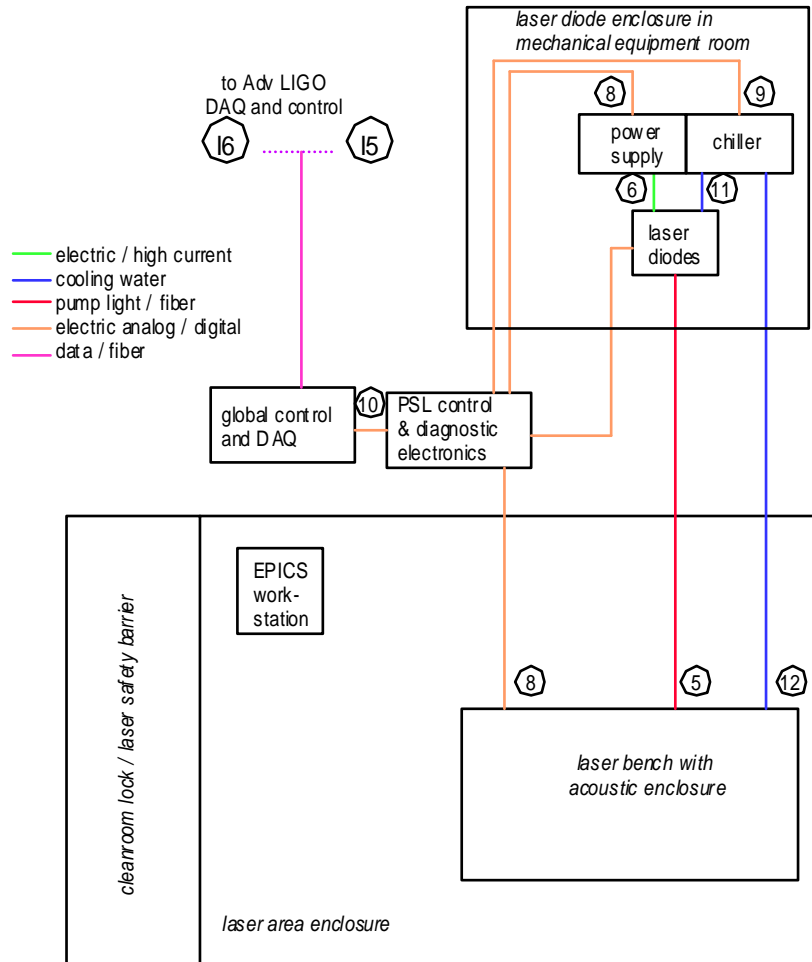 laser diode enclosure in
mechanical equipment room
to Adv LIGO
DAQ and control
I6
I5
8
9
power
supply
chiller
6
11
laser
diodes
electric / high current
cooling water
pump light / fiber
electric analog / digital
data / fiber
global control
and DAQ
10
PSL control
& diagnostic
electronics
EPICS
work-
station
cleanroom lock / laser safety barrier
8
5
12
laser bench with
acoustic enclosure
laser area enclosure